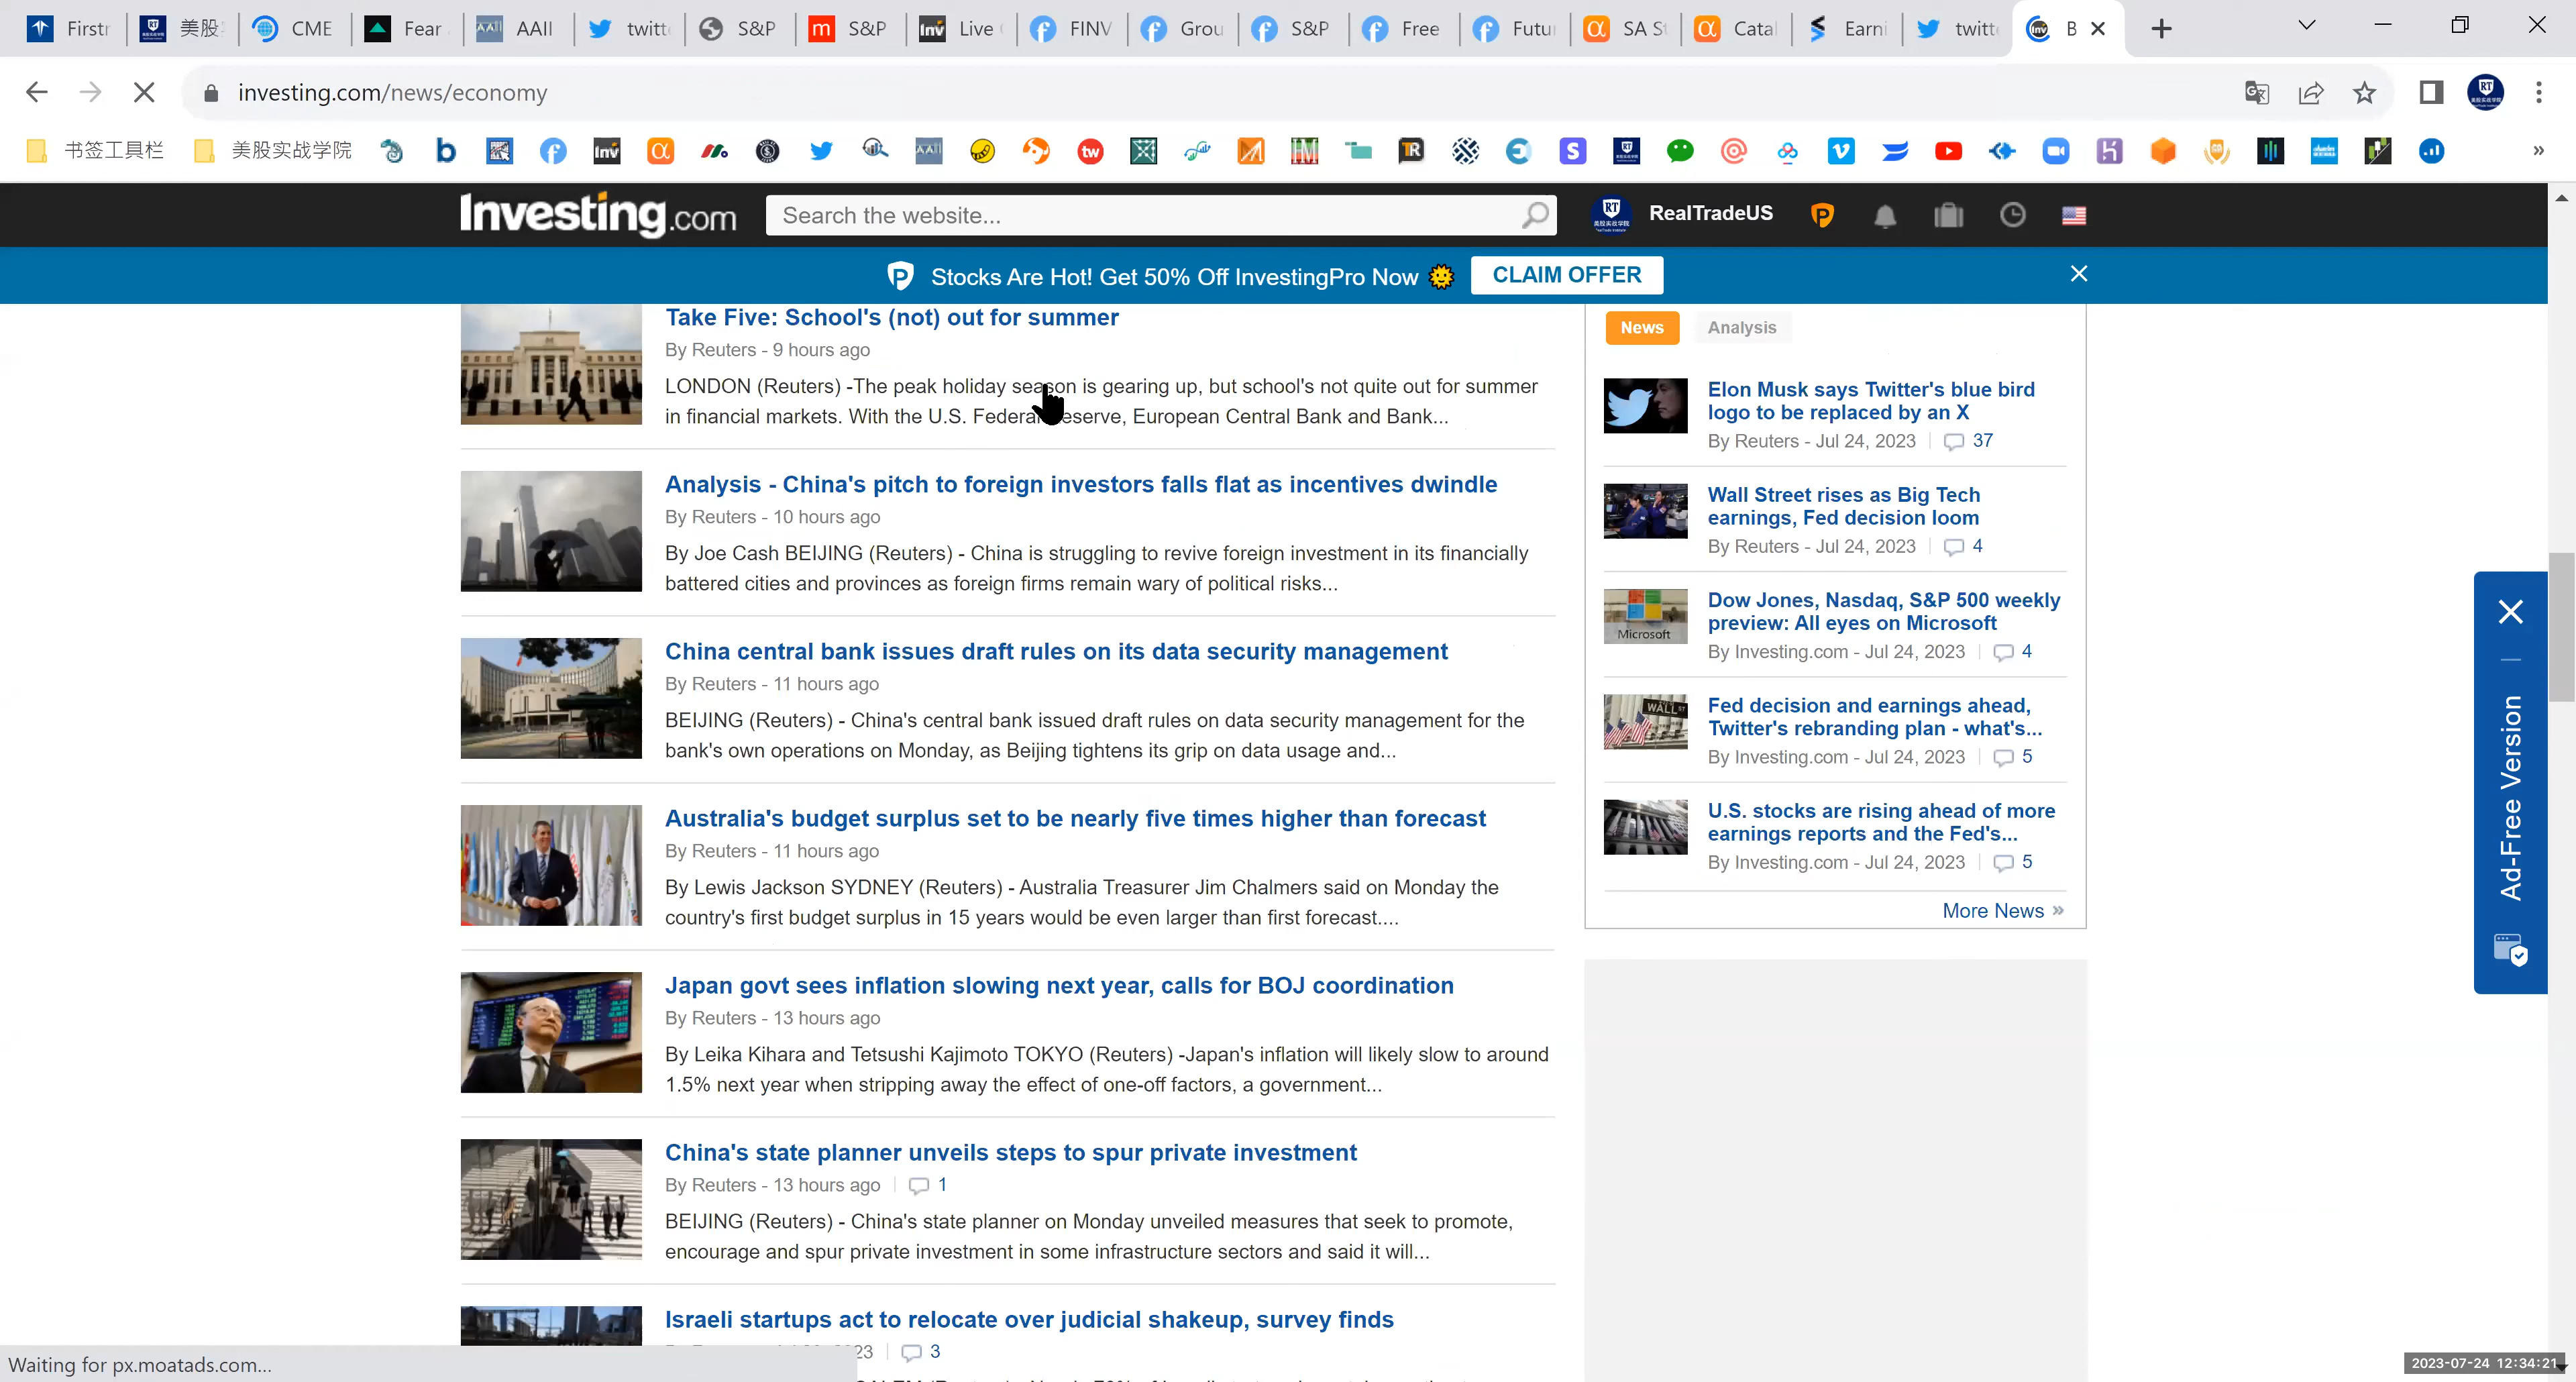 Firstr
美股
CME
Fear
AAII
twitt
S&P
S&P
Live
FINV
Grou
S&P
Free
Futu
SA S
Catal
Earni
twitt
B
investing.com/news/economy
书签工具栏
美股实战学院
Investing.com
Search the website...
RealTradeUS
Stocks Are Hot! Get 50% Off InvestingPro Now
CLAIM OFFER
Take Five: School's (not) out for summer
By Reuters - 9 hours ago
LONDON (Reuters) -The peak holiday season is gearing up, but school's not quite out for summer
in financial markets. With the U.S. Federal Reserve, European Central Bank and Bank...
Analysis - China's pitch to foreign investors falls flat as incentives dwindle
By Reuters - 10 hours ago
By Joe Cash BEIJING (Reuters) - China is struggling to revive foreign investment in its financially
battered cities and provinces as foreign firms remain wary of political risks...
China central bank issues draft rules on its data security management
By Reuters - 11 hours ago
BEIJING (Reuters) - China's central bank issued draft rules on data security management for the
bank's own operations on Monday, as Beijing tightens its grip on data usage and...
Australia's budget surplus set to be nearly five times higher than forecast
By Reuters - 11 hours ago
By Lewis Jackson SYDNEY (Reuters) - Australia Treasurer Jim Chalmers said on Monday the
country's first budget surplus in 15 years would be even larger than first forecast....
Japan govt sees inflation slowing next year, calls for BOJ coordination
By Reuters - 13 hours ago
By Leika Kihara and Tetsushi Kajimoto TOKYO (Reuters) -Japan's inflation will likely slow to around
1.5% next year when stripping away the effect of one-off factors, a government...
China's state planner unveils steps to spur private investment
By Reuters - 13 hours ago 1
BEIJING (Reuters) - China's state planner on Monday unveiled measures that seek to promote,
encourage and spur private investment in some infrastructure sectors and said it will...
Israeli startups act to relocate over judicial shakeup, survey finds
23 3
News
Analysis
Elon Musk says Twitter's blue bird
logo to be replaced by an X
By Reuters - Jul 24, 2023 37
Wall Street rises as Big Tech
earnings, Fed decision loom
By Reuters - Jul 24, 2023 4
Dow Jones, Nasdaq, S&P 500 weekly
preview: All eyes on Microsoft
By Investing.com - Jul 24, 2023 4
Microsoft
Fed decision and earnings ahead,
Twitter's rebranding plan - what's...
By Investing.com - Jul 24, 2023 5
U.S. stocks are rising ahead of more
earnings reports and the Fed's...
By Investing.com - Jul 24, 2023 5
More News »
Ad-Free Version
Waiting for px.moatads.com...
2023-07-24 12:34:21